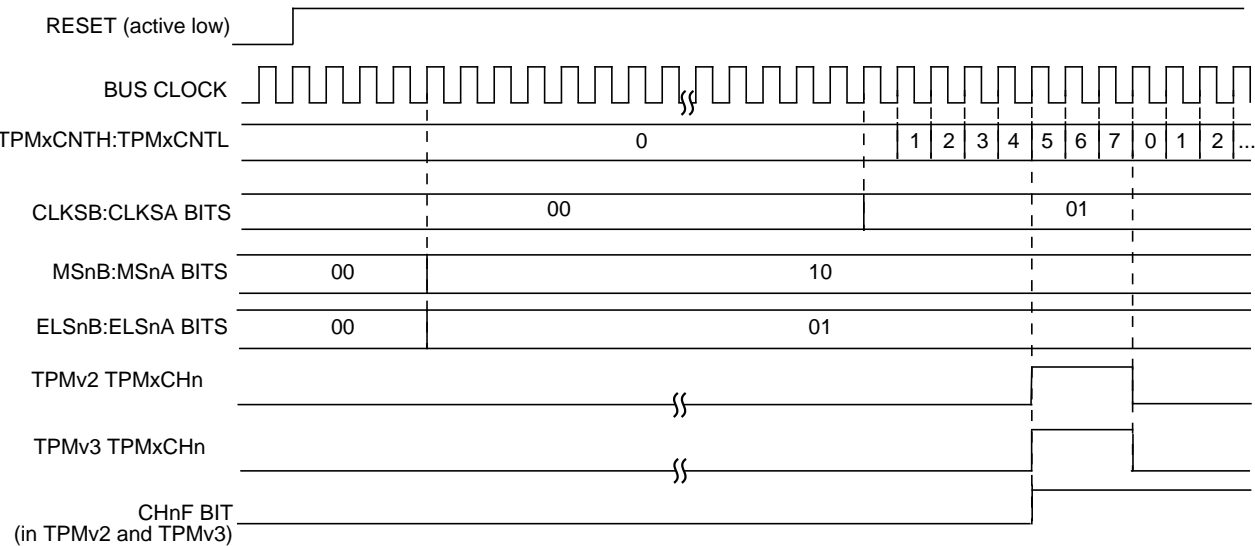 RESET (active low)
BUS CLOCK
TPMxCNTH:TPMxCNTL 0 1 2 3 4 5 6 7 0 1 2 ...
CLKSB:CLKSA BITS 00 01
MSnB:MSnA BITS 00 10
ELSnB:ELSnA BITS 00 01
TPMv2 TPMxCHn
TPMv3 TPMxCHn
CHnF BIT
(in TPMv2 and TPMv3)